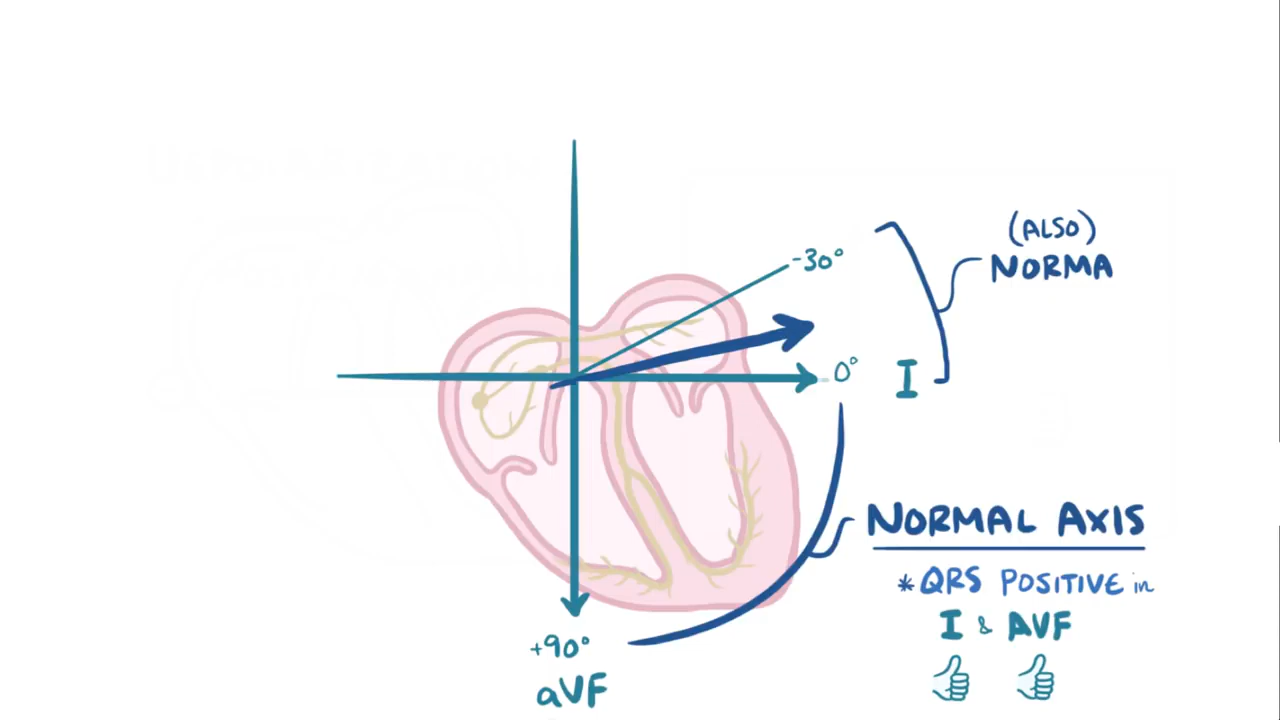 -30°
(ALSO)
NORMA
0°
I
NORMAL AXIS
* QRS POSITIVE in
I & AVF
+90°
aVF